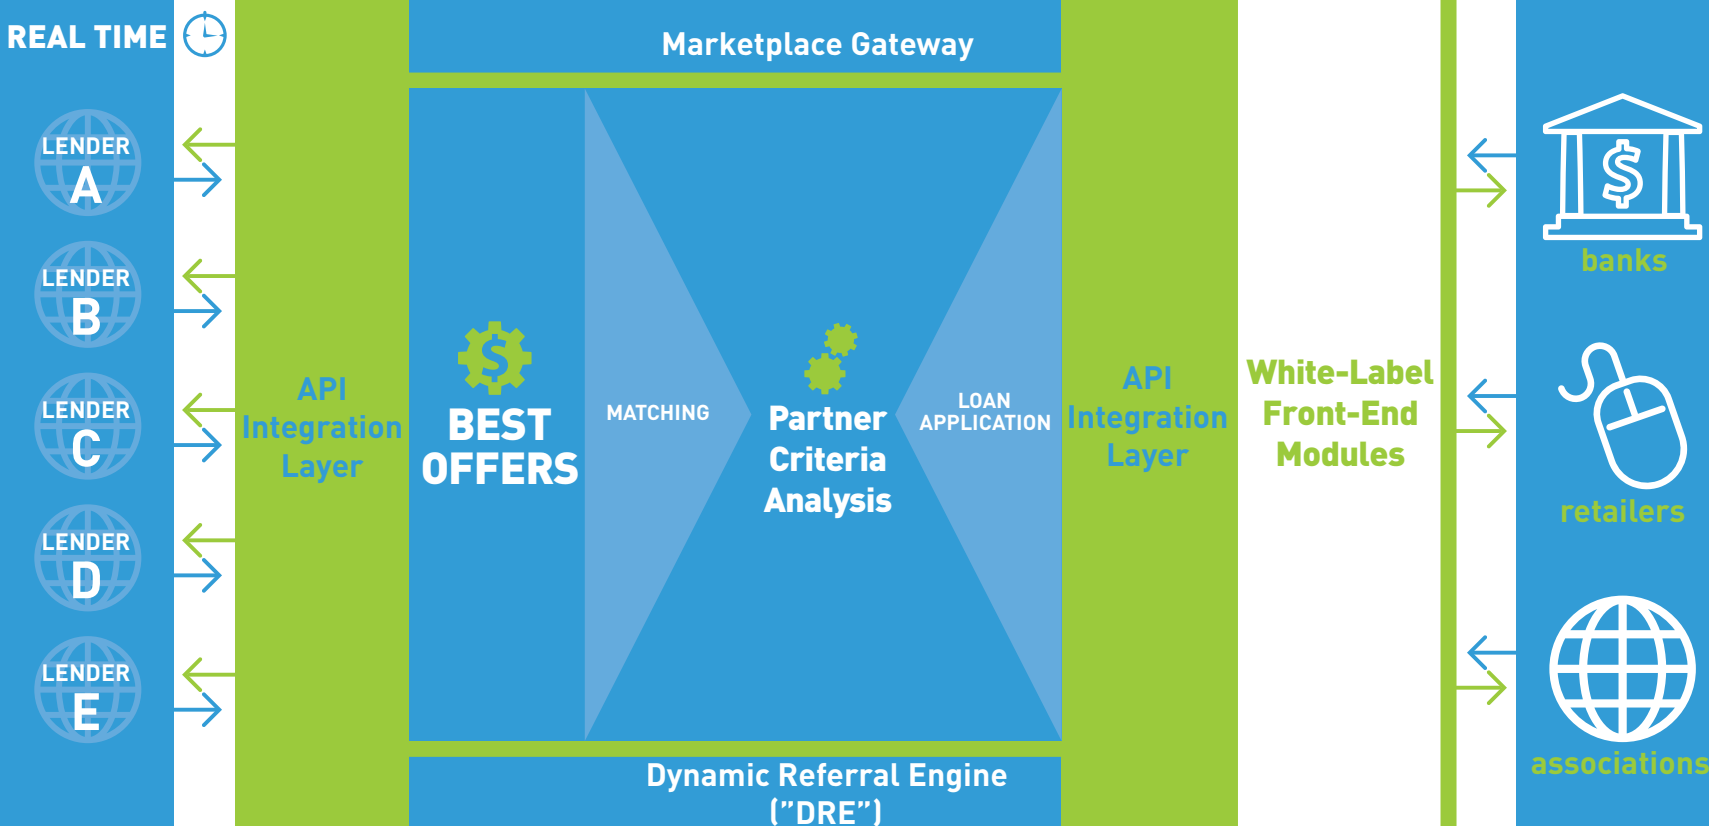 REAL TIME
Marketplace Gateway
LENDER
A
LENDER
B
LENDER
C
LENDER
D
LENDER
E
API
Integration
Layer
$
BEST
OFFERS
MATCHING
Partner
Criteria
Analysis
LOAN
APPLICATION
API
Integration
Layer
White-Label
Front-End
Modules
$
banks
retailers
associations
Dynamic Referral Engine
(”DRE”)